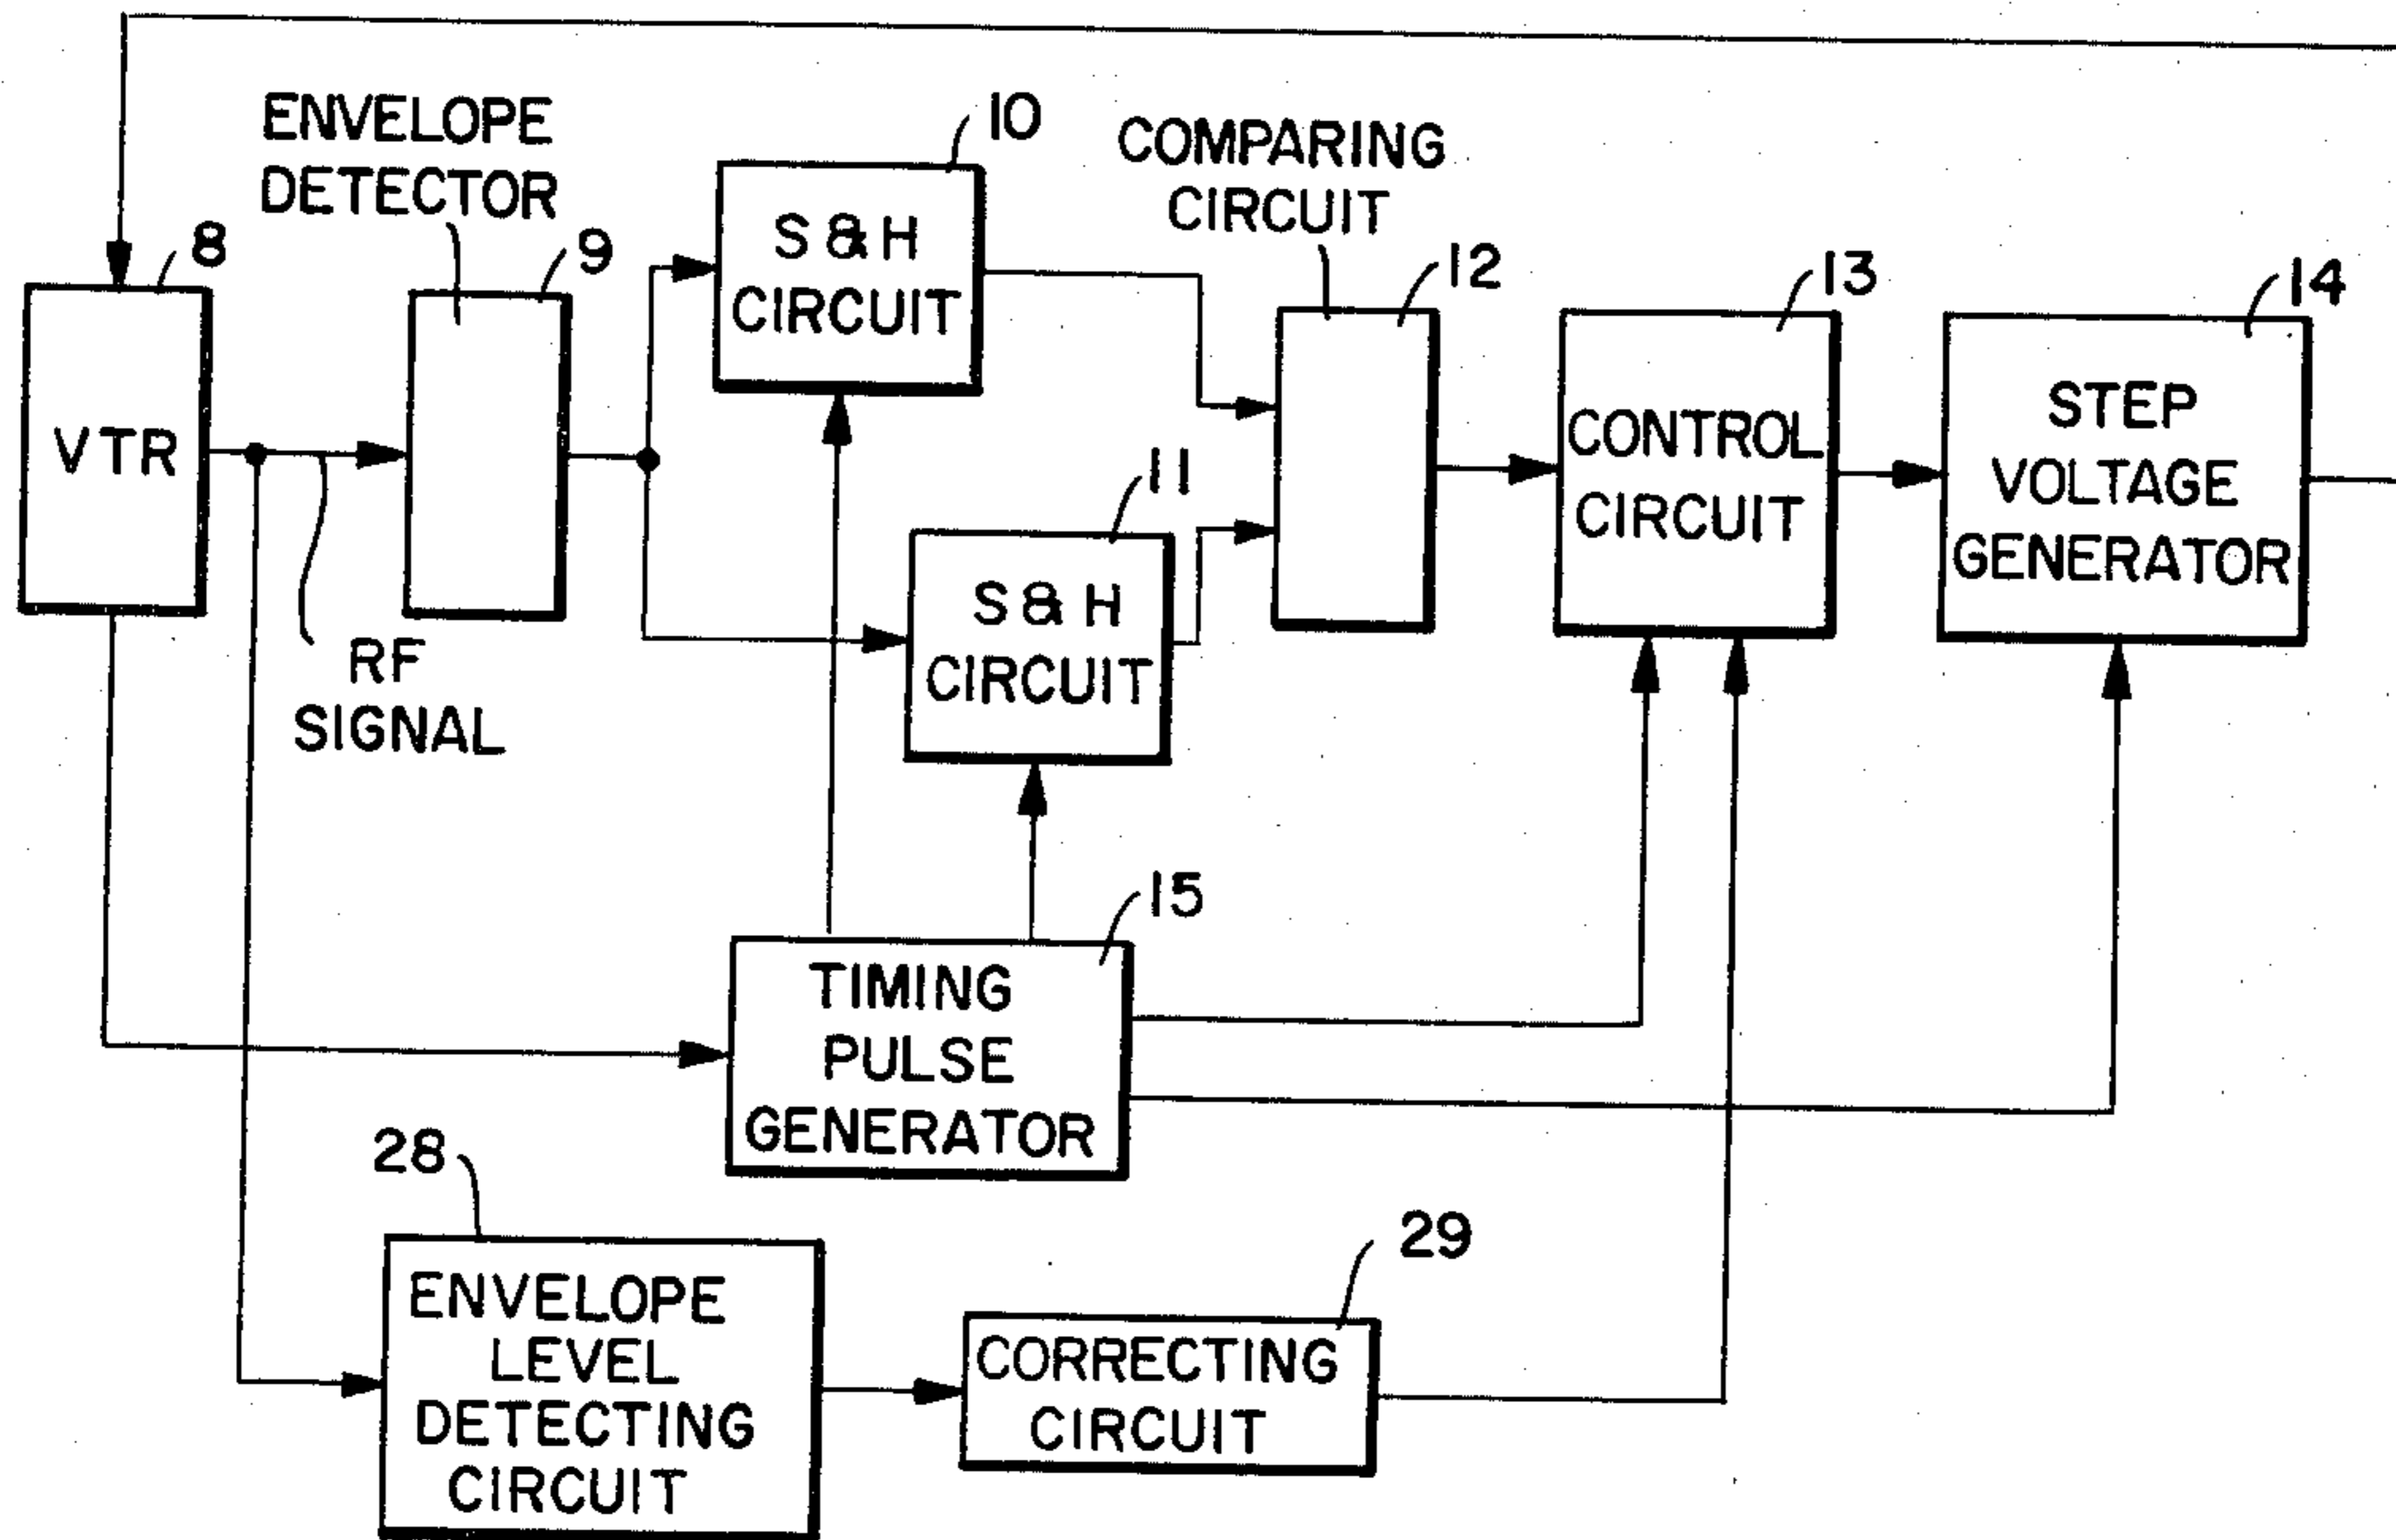 ENVELOPE
DETECTOR
8
9
10
S & H
CIRCUIT
COMPARING
CIRCUIT
12
13
14
VTR
CONTROL
CIRCUIT
STEP
VOLTAGE
GENERATOR
11
S & H
CIRCUIT
RF
SIGNAL
15
TIMING
PULSE
GENERATOR
28
ENVELOPE
LEVEL
DETECTING
CIRCUIT
29
CORRECTING
CIRCUIT